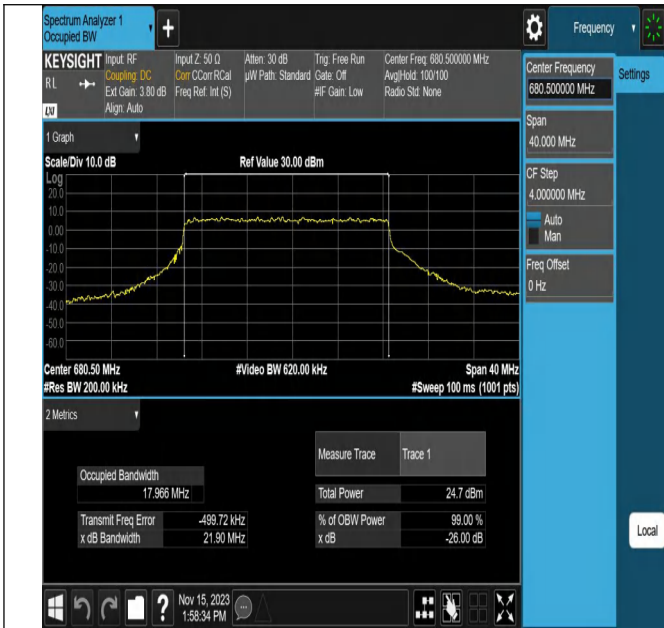 Spectrum Analyzer 1
Occupied BW
Frequency
KEYSIGHT
RL
LXI
Input: RF
Coupling: DC
Ext Gain: 3.80 dB
Align: Auto
Input Z: 50 Ω
Corr CCorr RCal
Freq Ref: Int (S)
Atten: 30 dB
µW Path: Standard
Trig: Free Run
Gate: Off
#IF Gain: Low
Center Freq: 680.500000 MHz
Avg|Hold: 100/100
Radio Std: None
Center Frequency
680.500000 MHz
Settings
Span
40.000 MHz
CF Step
4.000000 MHz
Auto
Man
Freq Offset
0 Hz
1 Graph
Scale/Div 10.0 dB
Ref Value 30.00 dBm
Log
20.0
10.0
0.00
-10.0
-20.0
-30.0
-40.0
-50.0
-60.0
Center 680.50 MHz
#Video BW 620.00 kHz
Span 40 MHz
#Res BW 200.00 kHz
#Sweep 100 ms (1001 pts)
2 Metrics
Measure Trace
Trace 1
Occupied Bandwidth
17.966 MHz
Total Power
24.7 dBm
Transmit Freq Error
-499.72 kHz
% of OBW Power
99.00 %
x dB Bandwidth
21.90 MHz
x dB
-26.00 dB
Local
?
Nov 15, 2023
1:58:34 PM